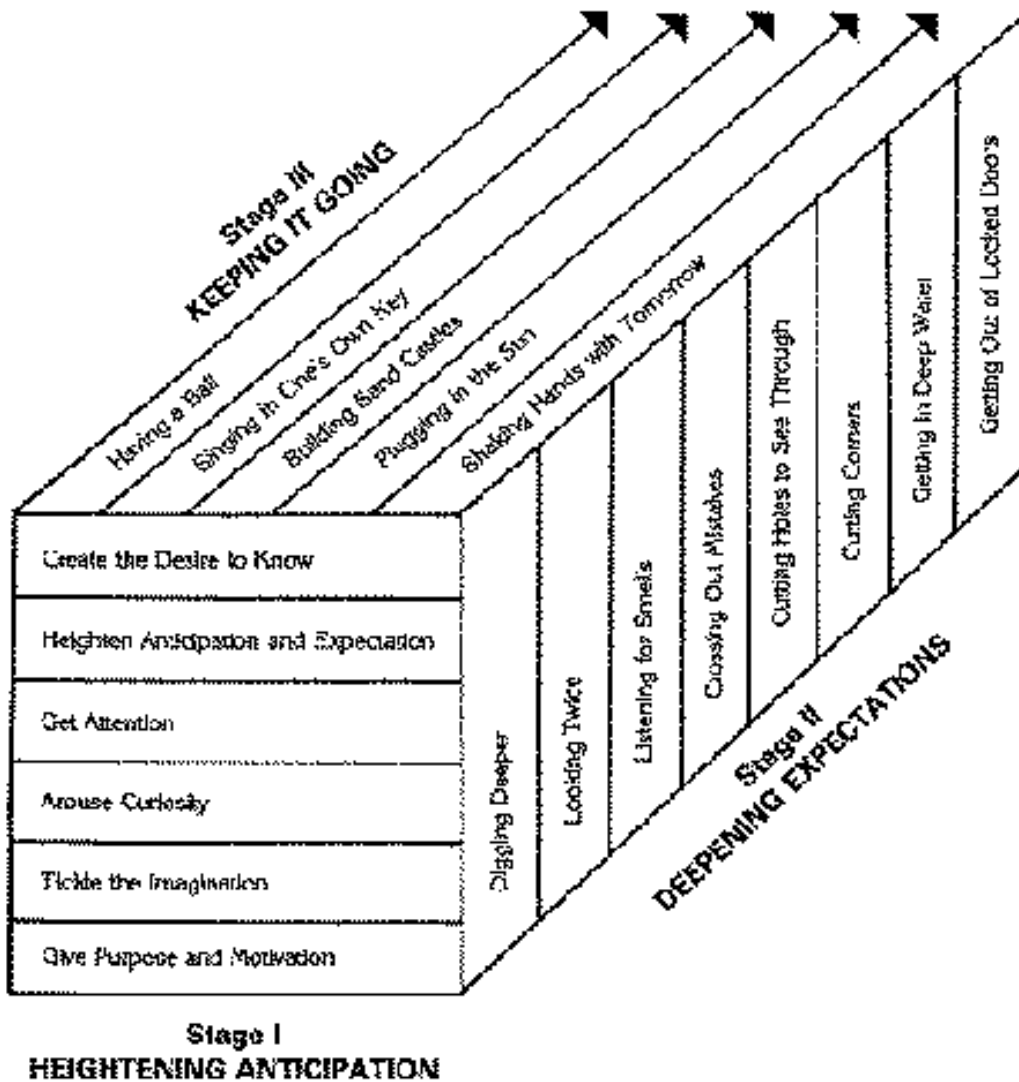 Stage III
KEEPING IT GOING
Having a Ball
Singing in One's Own Key
Building Sand Castles
Plugging in the Sun
Shaking Hands with Tomorrow
Create the Desire to Know
Heighten Anticipation and Expectation
Get Attention
Arouse Curiosity
Tickle the Imagination
Give Purpose and Motivation
Digging Deeper
Looking Twice
Listening for Smells
Crossing Out Mistakes
Cutting Holes to See Through
Cutting Corners
Getting in Deep Water
Getting Out of Locked Doors
Stage II
DEEPENING EXPECTATIONS
Stage I
HEIGHTENING ANTICIPATION